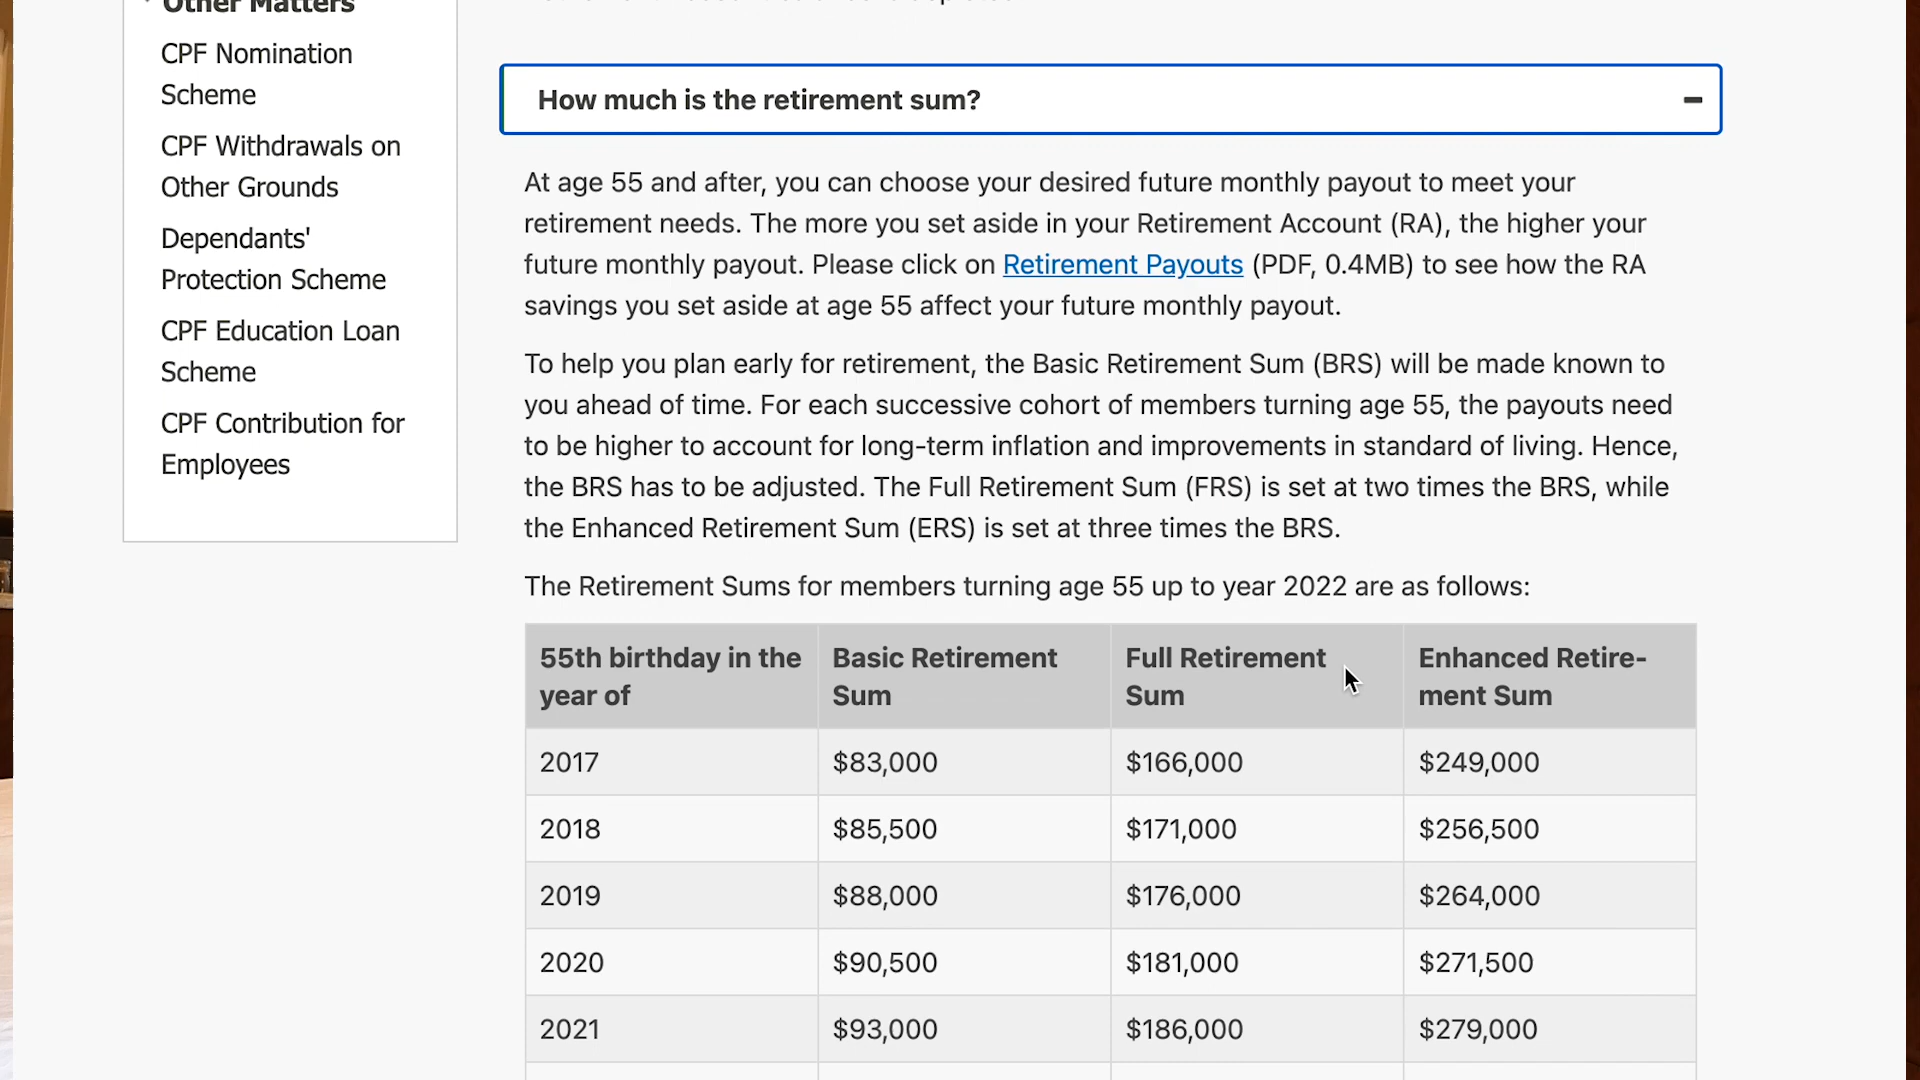 Other Matters
CPF Nomination
Scheme
CPF Withdrawals on
Other Grounds
Dependants'
Protection Scheme
CPF Education Loan
Scheme
CPF Contribution for
Employees
How much is the retirement sum?
At age 55 and after, you can choose your desired future monthly payout to meet your
retirement needs. The more you set aside in your Retirement Account (RA), the higher your
future monthly payout. Please click on Retirement Payouts (PDF, 0.4MB) to see how the RA
savings you set aside at age 55 affect your future monthly payout.
To help you plan early for retirement, the Basic Retirement Sum (BRS) will be made known to
you ahead of time. For each successive cohort of members turning age 55, the payouts need
to be higher to account for long-term inflation and improvements in standard of living. Hence,
the BRS has to be adjusted. The Full Retirement Sum (FRS) is set at two times the BRS, while
the Enhanced Retirement Sum (ERS) is set at three times the BRS.
The Retirement Sums for members turning age 55 up to year 2022 are as follows:
55th birthday in the year of | Basic Retirement Sum | Full Retirement Sum | Enhanced Retire-ment Sum
2017 $83,000 $166,000 $249,000
2018 $85,500 $171,000 $256,500
2019 $88,000 $176,000 $264,000
2020 $90,500 $181,000 $271,500
2021 $93,000 $186,000 $279,000